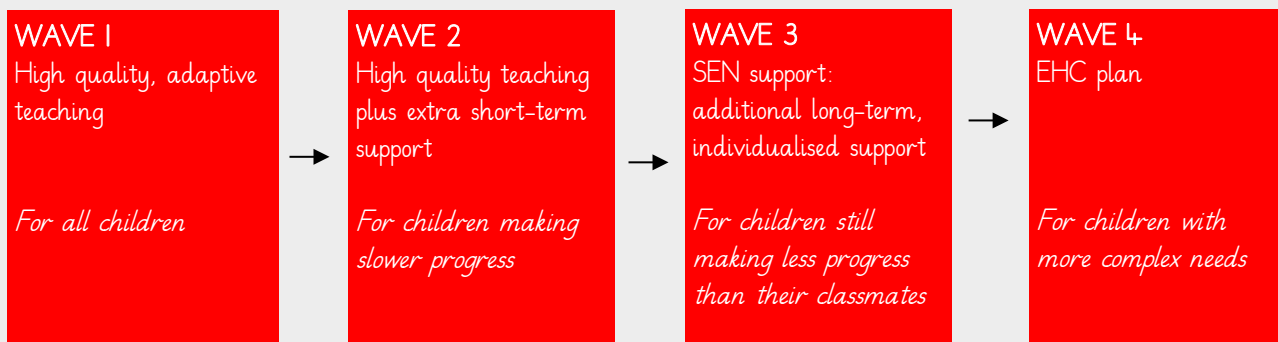 WAVE 1
High quality, adaptive
teaching
For all children
WAVE 2
High quality teaching
plus extra short-term
support
For children making
slower progress
WAVE 3
SEN support:
additional long-term,
individualised support
For children still
making less progress
than their classmates
WAVE 4
EHC plan
For children with
more complex needs